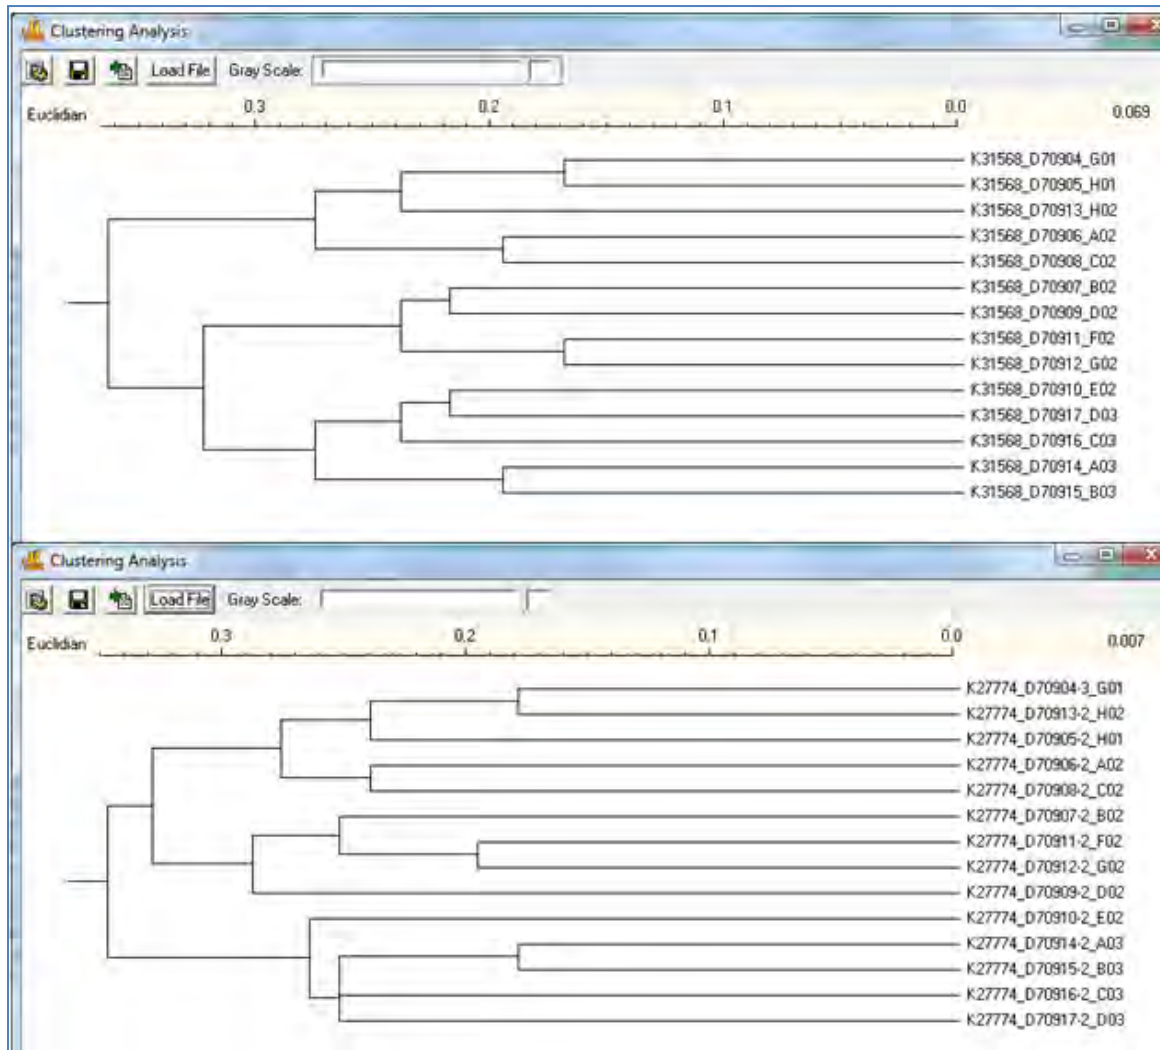 Clustering Analysis
Load File Gray Scale:
Euclidian 0.3 0.2 0.1 0.0 0.069
K31568_D70904_G01
K31568_D70905_H01
K31568_D70913_H02
K31568_D70906_A02
K31568_D70908_C02
K31568_D70907_B02
K31568_D70909_D02
K31568_D70911_F02
K31568_D70912_G02
K31568_D70910_E02
K31568_D70917_D03
K31568_D70916_C03
K31568_D70914_A03
K31568_D70915_B03
Clustering Analysis
Load File Gray Scale:
Euclidian 0.3 0.2 0.1 0.0 0.007
K27774_D70904-3_G01
K27774_D70913-2_H02
K27774_D70905-2_H01
K27774_D70906-2_A02
K27774_D70908-2_C02
K27774_D70907-2_B02
K27774_D70911-2_F02
K27774_D70912-2_G02
K27774_D70909-2_D02
K27774_D70910-2_E02
K27774_D70914-2_A03
K27774_D70915-2_B03
K27774_D70916-2_C03
K27774_D70917-2_D03